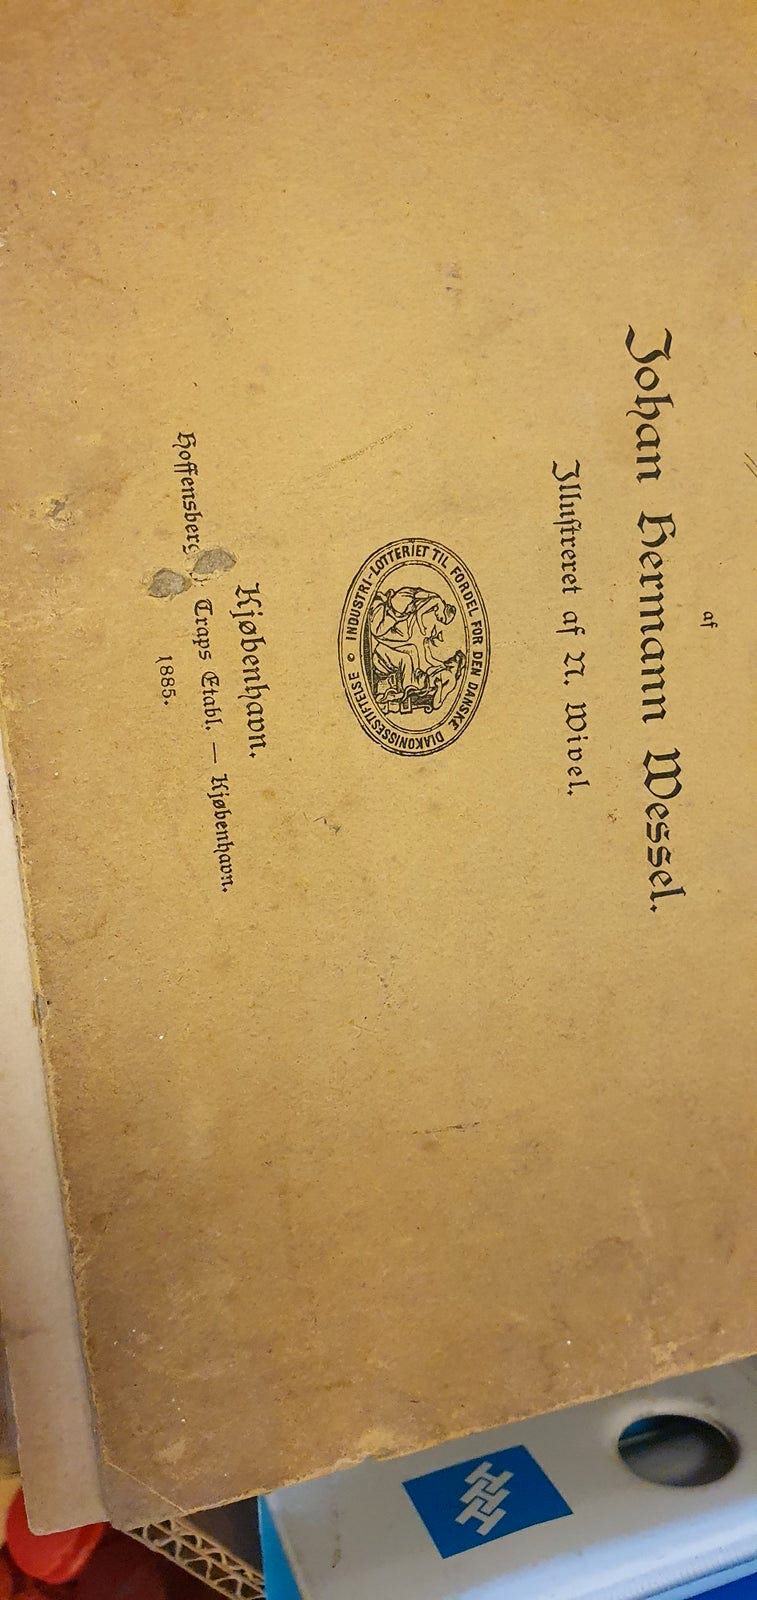 af
Johan Hermann Wessel.
Illustreret af N. Wivel.
INDUSTRI-LOTTERIET TIL FORDEL FOR DEN DANSKE DIAKONISSESTIFTELSE
Kjøbenhavn.
Hoffensberg Traps Etabl. — Kjøbenhavn.
1885.